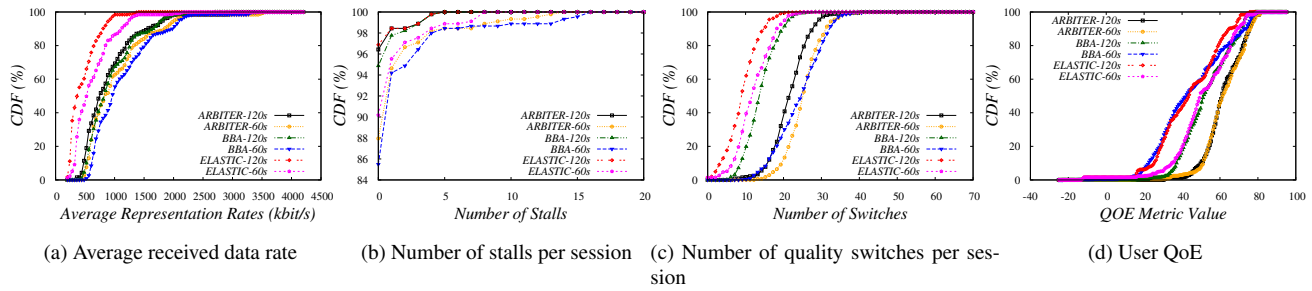 CDF (%)
100
80
60
40
20
0
ARBITER-120s
ARBITER-60s
BBA-120s
BBA-60s
ELASTIC-120s
ELASTIC-60s
0 500 1000 1500 2000 2500 3000 3500 4000 4500
Average Representation Rates (kbit/s)
(a) Average received data rate
CDF (%)
100
98
96
94
92
90
88
86
84
ARBITER-120s
ARBITER-60s
BBA-120s
BBA-60s
ELASTIC-120s
ELASTIC-60s
0 5 10 15 20
Number of Stalls
(b) Number of stalls per session
CDF (%)
100
80
60
40
20
0
ARBITER-120s
ARBITER-60s
BBA-120s
BBA-60s
ELASTIC-120s
ELASTIC-60s
0 10 20 30 40 50 60 70
Number of Switches
(c) Number of quality switches per ses-
sion
CDF (%)
100
80
60
40
20
0
ARBITER-120s
ARBITER-60s
BBA-120s
BBA-60s
ELASTIC-120s
ELASTIC-60s
-40 -20 0 20 40 60 80 100
QOE Metric Value
(d) User QoE